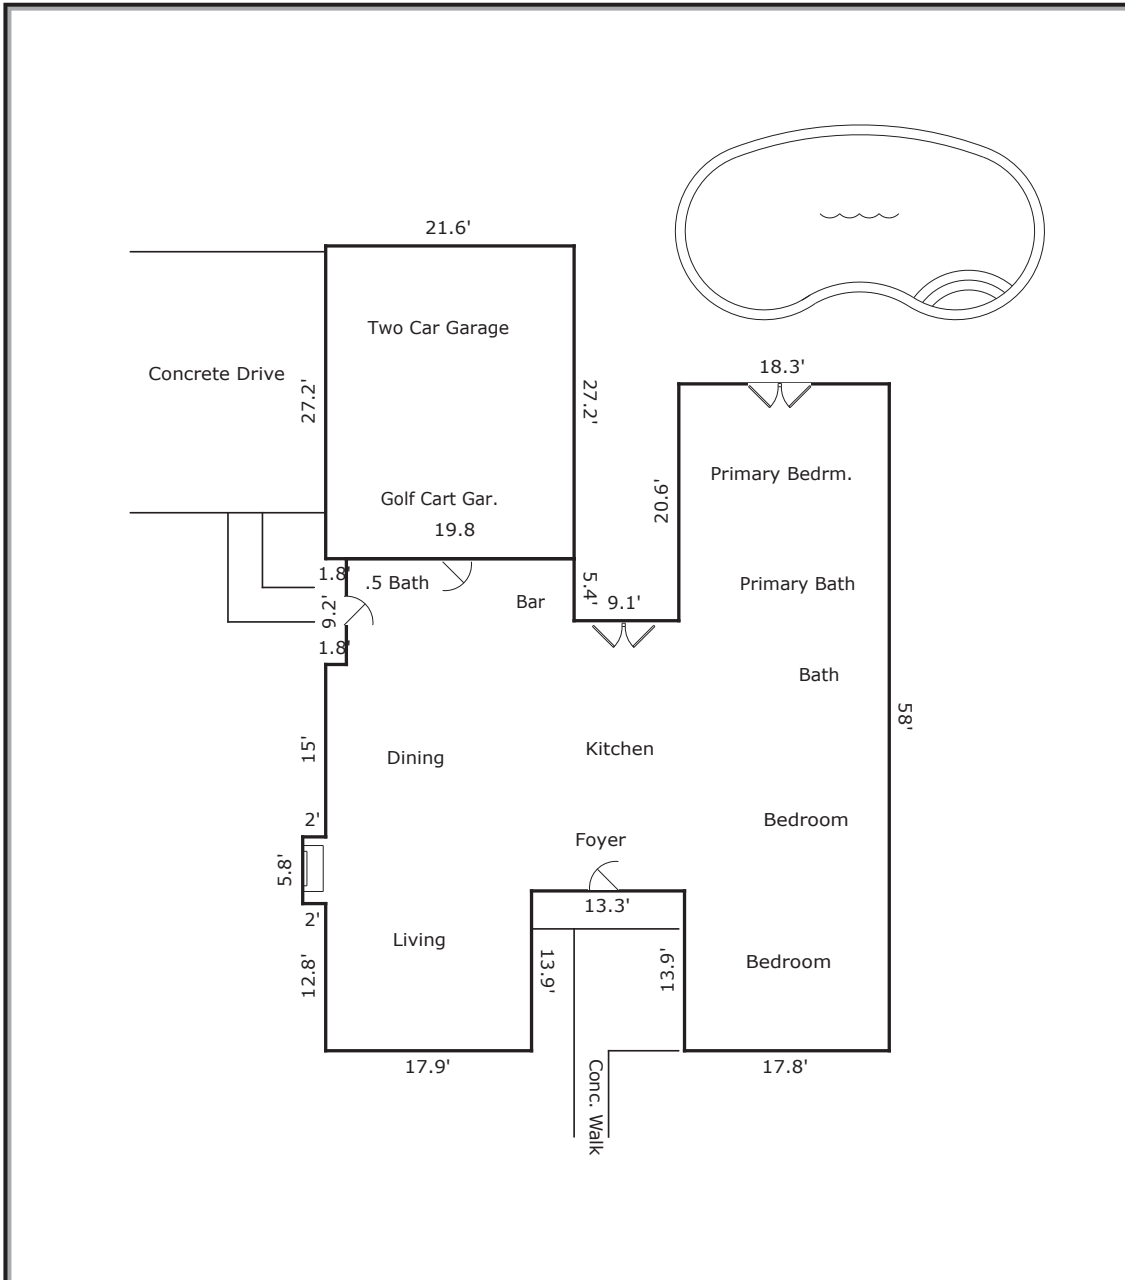 21.6'
Two Car Garage
Concrete Drive
27.2'
27.2'
18.3'
Primary Bedrm.
20.6'
Golf Cart Gar.
19.8
1.8'
.5 Bath
5.4'
9.1'
Primary Bath
9.2'
Bar
1.8'
Bath
58'
15'
Dining
Kitchen
2'
Bedroom
Foyer
5.8'
13.3'
2'
Living
12.8'
13.9'
13.9'
Bedroom
17.9'
17.8'
Conc. Walk